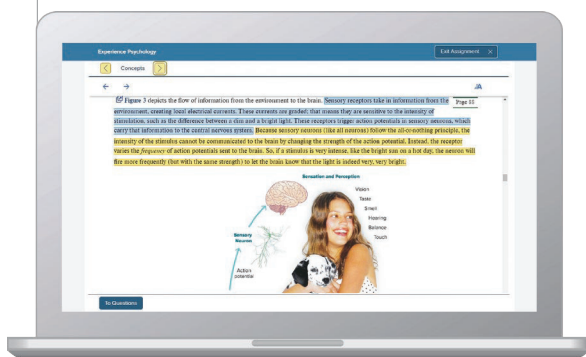 Experience Psychology
Exit Assignment ×
Concepts
Figure 3 depicts the flow of information from the environment to the brain. Sensory receptors take in information from the
Page 93
environment, creating local electrical currents. These currents are graded; that means they are sensitive to the intensity of
stimulation, such as the difference between a dim and a bright light. These receptors trigger action potentials in sensory neurons, which
carry that information to the central nervous system. Because sensory neurons (like all neurons) follow the all-or-nothing principle, the
intensity of the stimulus cannot be communicated to the brain by changing the strength of the action potential. Instead, the receptor
varies the frequency of action potentials sent to the brain. So, if a stimulus is very intense, like the bright sun on a hot day, the neuron will
fire more frequently (but with the same strength) to let the brain know that the light is indeed very, very bright.
Sensation and Perception
Vision
Taste
Smell
Hearing
Balance
Touch
Sensory
Neuron
Action
potential
To Questions